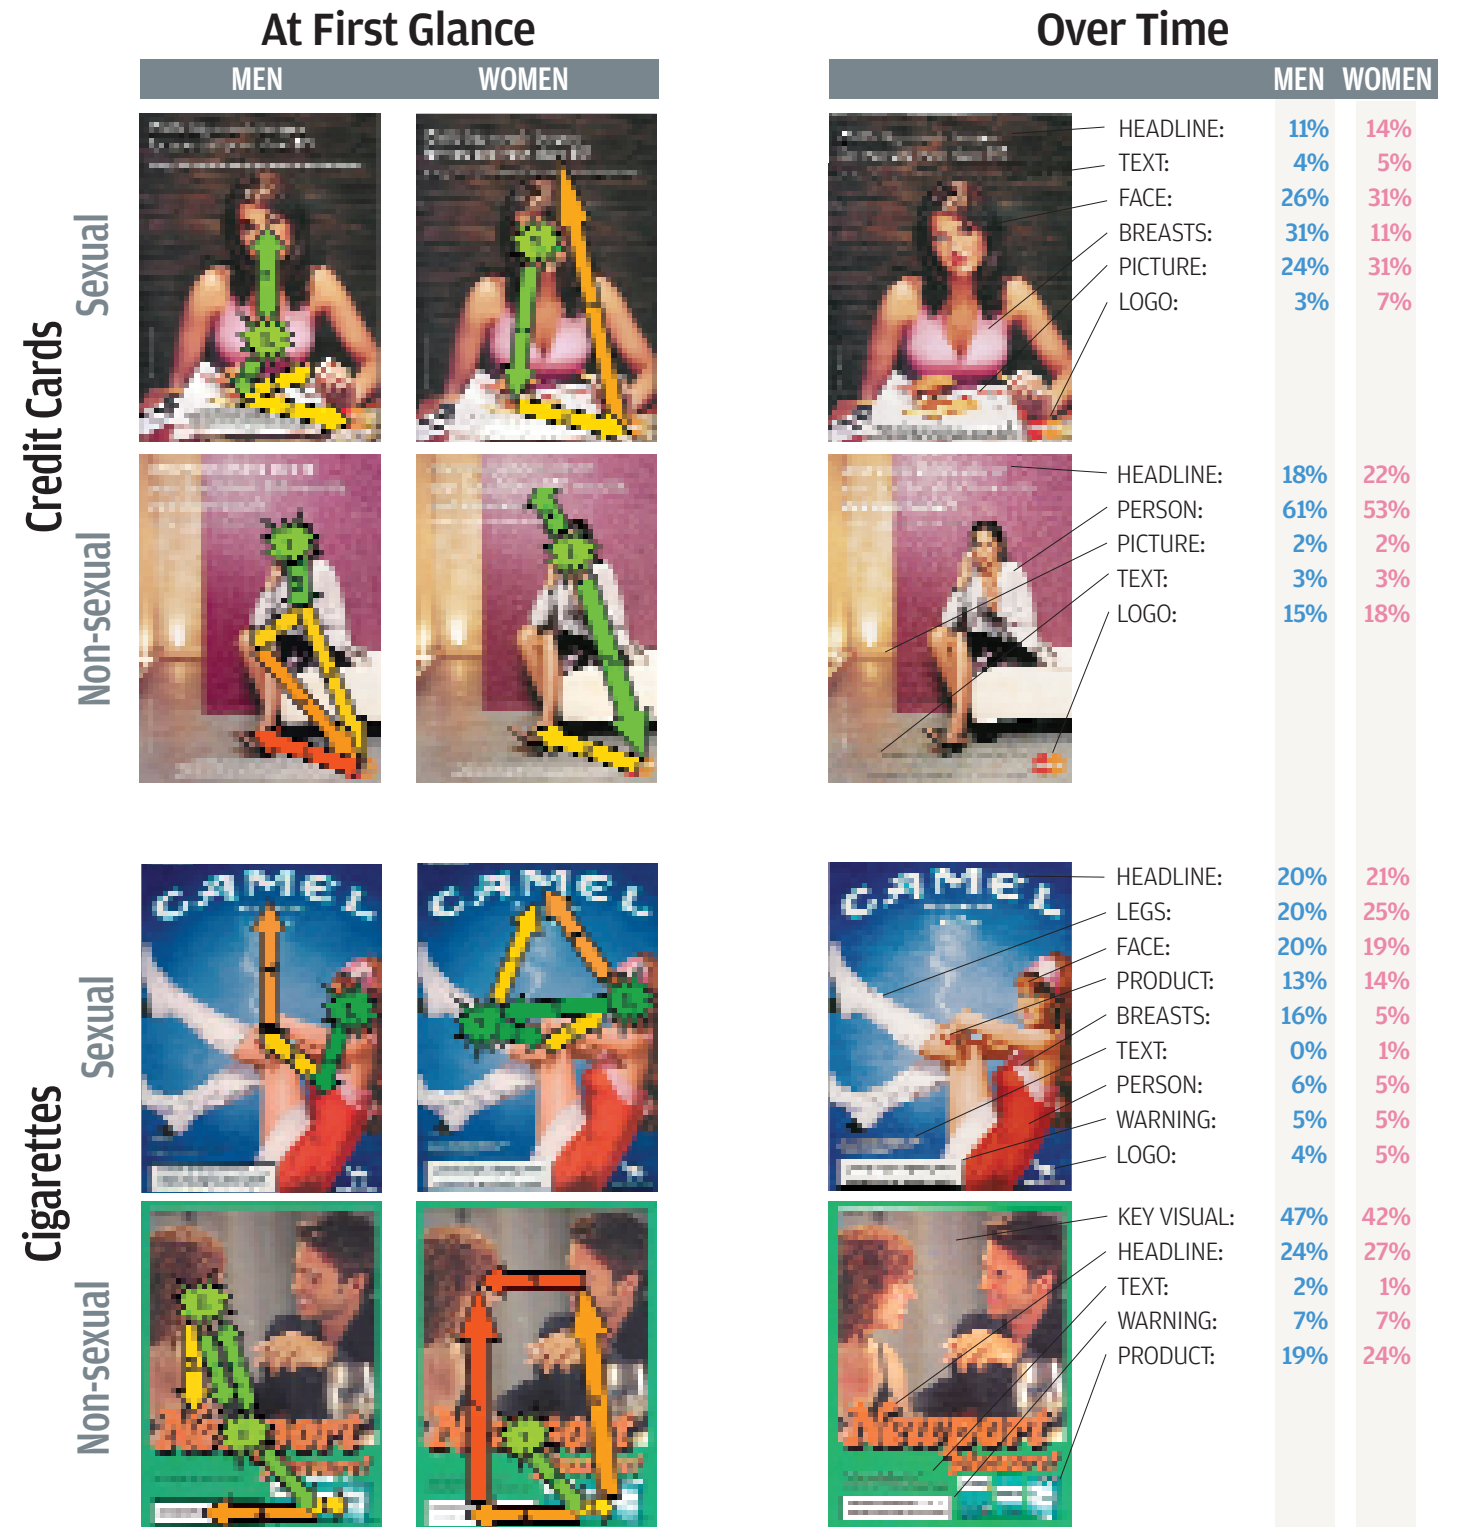 At First Glance
Over Time
MEN WOMEN
MEN WOMEN
Credit Cards
Sexual
HEADLINE: 11% 14%
TEXT: 4% 5%
FACE: 26% 31%
BREASTS: 31% 11%
PICTURE: 24% 31%
LOGO: 3% 7%
Non-sexual
HEADLINE: 18% 22%
PERSON: 61% 53%
PICTURE: 2% 2%
TEXT: 3% 3%
LOGO: 15% 18%
Cigarettes
Sexual
CAMEL
CAMEL
CAMEL
HEADLINE: 20% 21%
LEGS: 20% 25%
FACE: 20% 19%
PRODUCT: 13% 14%
BREASTS: 16% 5%
TEXT: 0% 1%
PERSON: 6% 5%
WARNING: 5% 5%
LOGO: 4% 5%
Non-sexual
Newport
KEY VISUAL: 47% 42%
HEADLINE: 24% 27%
TEXT: 2% 1%
WARNING: 7% 7%
PRODUCT: 19% 24%